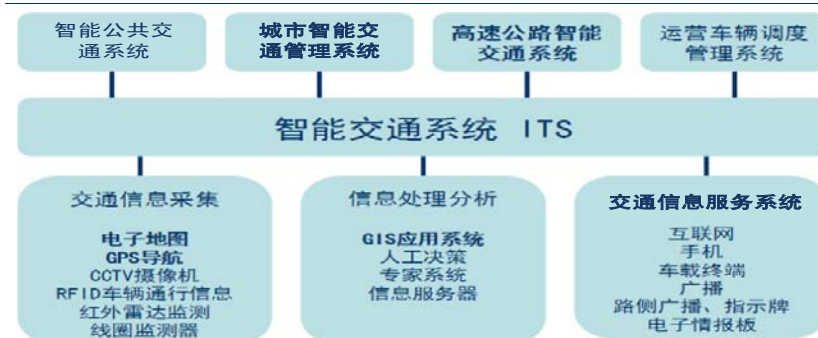 智能公共交
通系统
城市智能交
通管理系统
高速公路智能
交通系统
运营车辆调度
管理系统
智能交通系统 ITS
交通信息采集
电子地图
GPS导航
CCTV摄像机
RFID车辆通行信息
红外雷达监测
线圈监测器
信息处理分析
GIS应用系统
人工决策
专家系统
信息服务器
交通信息服务系统
互联网
手机
车载终端
广播
路侧广播、指示牌
电子情报板